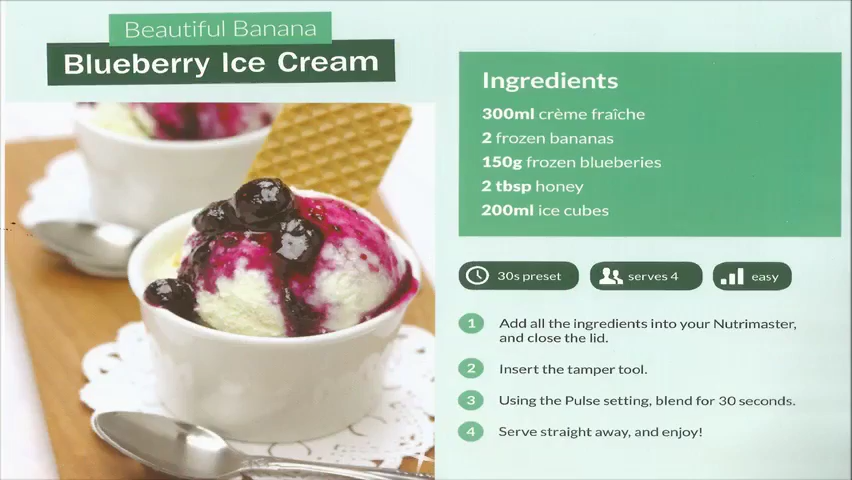 Beautiful Banana
Blueberry Ice Cream
Ingredients
300ml crème fraîche
2 frozen bananas
150g frozen blueberies
2 tbsp honey
200ml ice cubes
30s preset
serves 4
easy
1 Add all the ingredients into your Nutrimaster,
and close the lid.
2 Insert the tamper tool.
3 Using the Pulse setting, blend for 30 seconds.
4 Serve straight away, and enjoy!